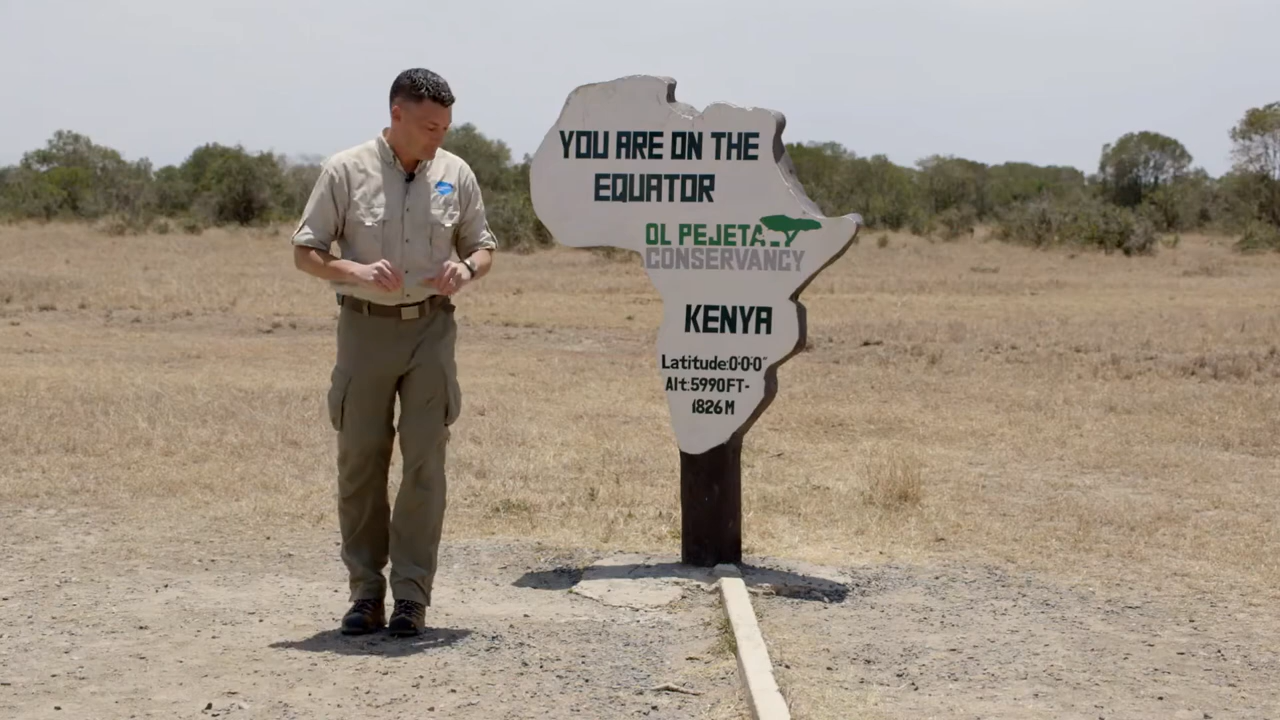 YOU ARE ON THE
EQUATOR
OL PEJETA
CONSERVANCY
KENYA
Latitude:0·0·0"
Alt:5990FT-
1826M